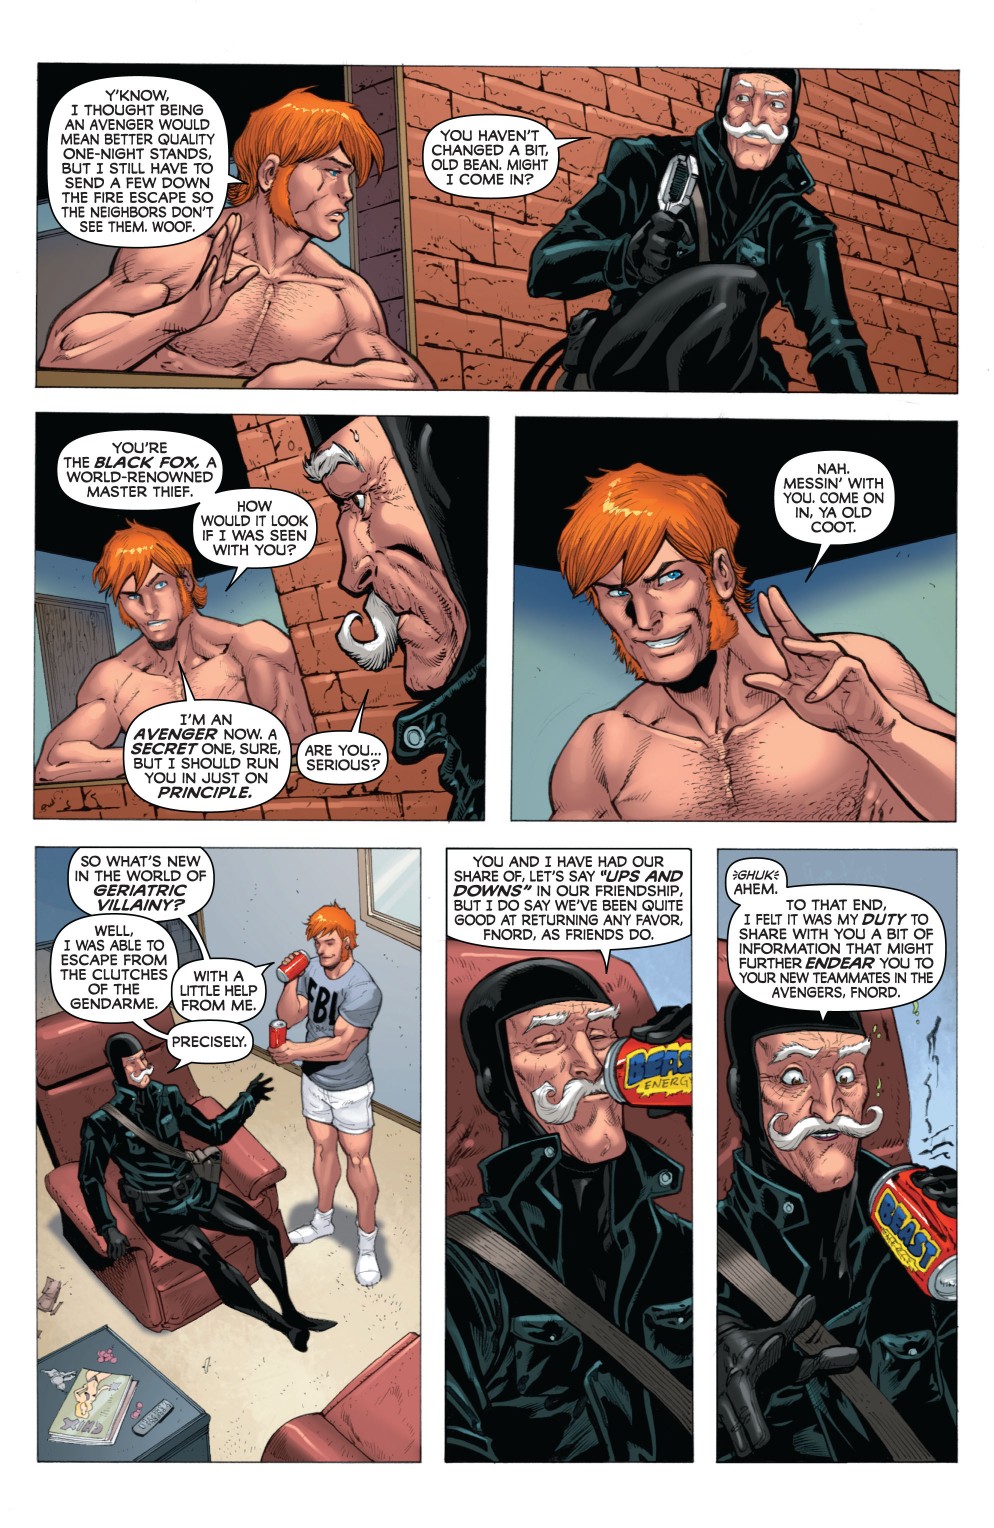 Y'KNOW,
I THOUGHT BEING
AN AVENGER WOULD
MEAN BETTER QUALITY
ONE-NIGHT STANDS,
BUT I STILL HAVE TO
SEND A FEW DOWN
THE FIRE ESCAPE SO
THE NEIGHBORS DON'T
SEE THEM. WOOF.
YOU HAVEN'T
CHANGED A BIT,
OLD BEAN. MIGHT
I COME IN?
YOU'RE
THE BLACK FOX, A
WORLD-RENOWNED
MASTER THIEF.
HOW
WOULD IT LOOK
IF I WAS SEEN
WITH YOU?
I'M AN
AVENGER NOW. A
SECRET ONE, SURE,
BUT I SHOULD RUN
YOU IN JUST ON
PRINCIPLE.
ARE YOU...
SERIOUS?
NAH.
MESSIN' WITH
YOU. COME ON
IN, YA OLD
COOT.
SO WHAT'S NEW
IN THE WORLD OF
GERIATRIC
VILLAINY?
WELL,
I WAS ABLE TO
ESCAPE FROM
THE CLUTCHES
OF THE
GENDARME.
WITH A
LITTLE HELP
FROM ME.
PRECISELY.
YOU AND I HAVE HAD OUR
SHARE OF, LET'S SAY "UPS AND
DOWNS" IN OUR FRIENDSHIP,
BUT I DO SAY WE'VE BEEN QUITE
GOOD AT RETURNING ANY FAVOR,
FNORD, AS FRIENDS DO.
BEAST
ENERGY
GHUK
AHEM.
TO THAT END,
I FELT IT WAS MY DUTY TO
SHARE WITH YOU A BIT OF
INFORMATION THAT MIGHT
FURTHER ENDEAR YOU TO
YOUR NEW TEAMMATES IN THE
AVENGERS, FNORD.
BEAST
ENERGY